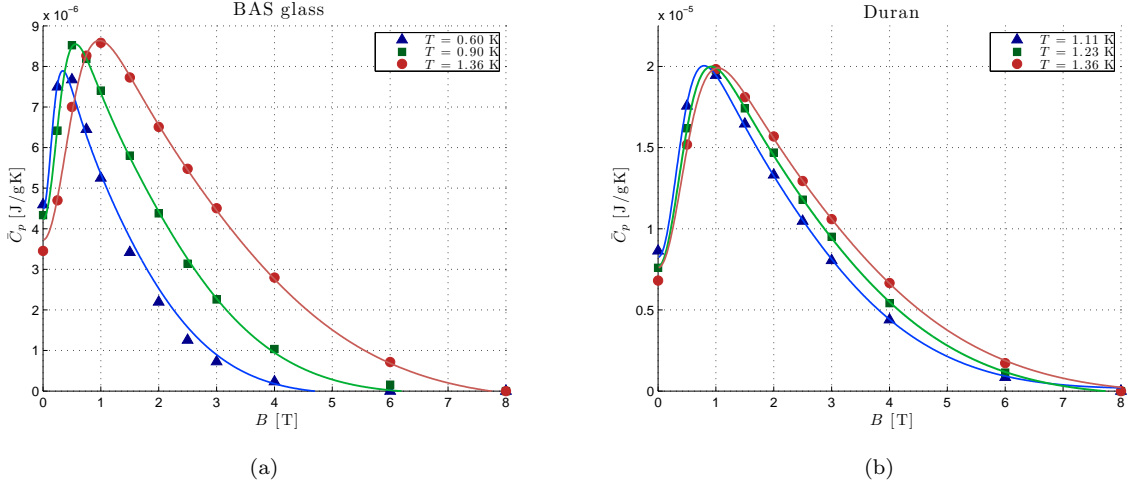 BAS glass
x 10⁻⁶
9
8
7
6
5
4
3
2
1
0
C̄p [J/gK]
T = 0.60 K
T = 0.90 K
T = 1.36 K
0 1 2 3 4 5 6 7 8
B [T]
(a)
Duran
x 10⁻⁵
2
1.5
1
0.5
0
C̄p [J/gK]
T = 1.11 K
T = 1.23 K
T = 1.36 K
0 1 2 3 4 5 6 7 8
B [T]
(b)